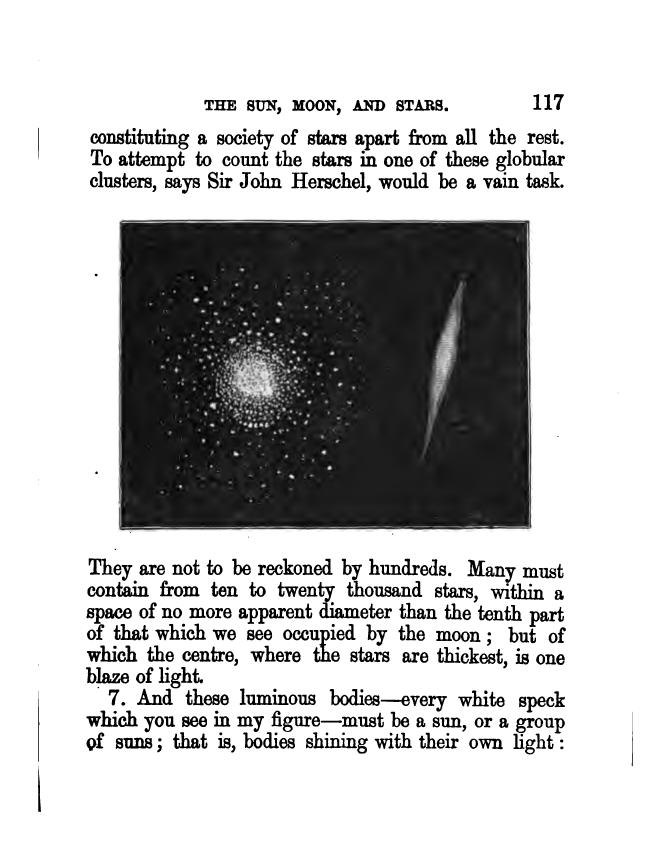 THE SUN, MOON, AND STARS. 117
constituting a society of stars apart from all the rest.
To attempt to count the stars in one of these globular
clusters, says Sir John Herschel, would be a vain task.
They are not to be reckoned by hundreds. Many must
contain from ten to twenty thousand stars, within a
space of no more apparent diameter than the tenth part
of that which we see occupied by the moon; but of
which the centre, where the stars are thickest, is one
blaze of light.
7. And these luminous bodies—every white speck
which you see in my figure—must be a sun, or a group
of suns; that is, bodies shining with their own light: